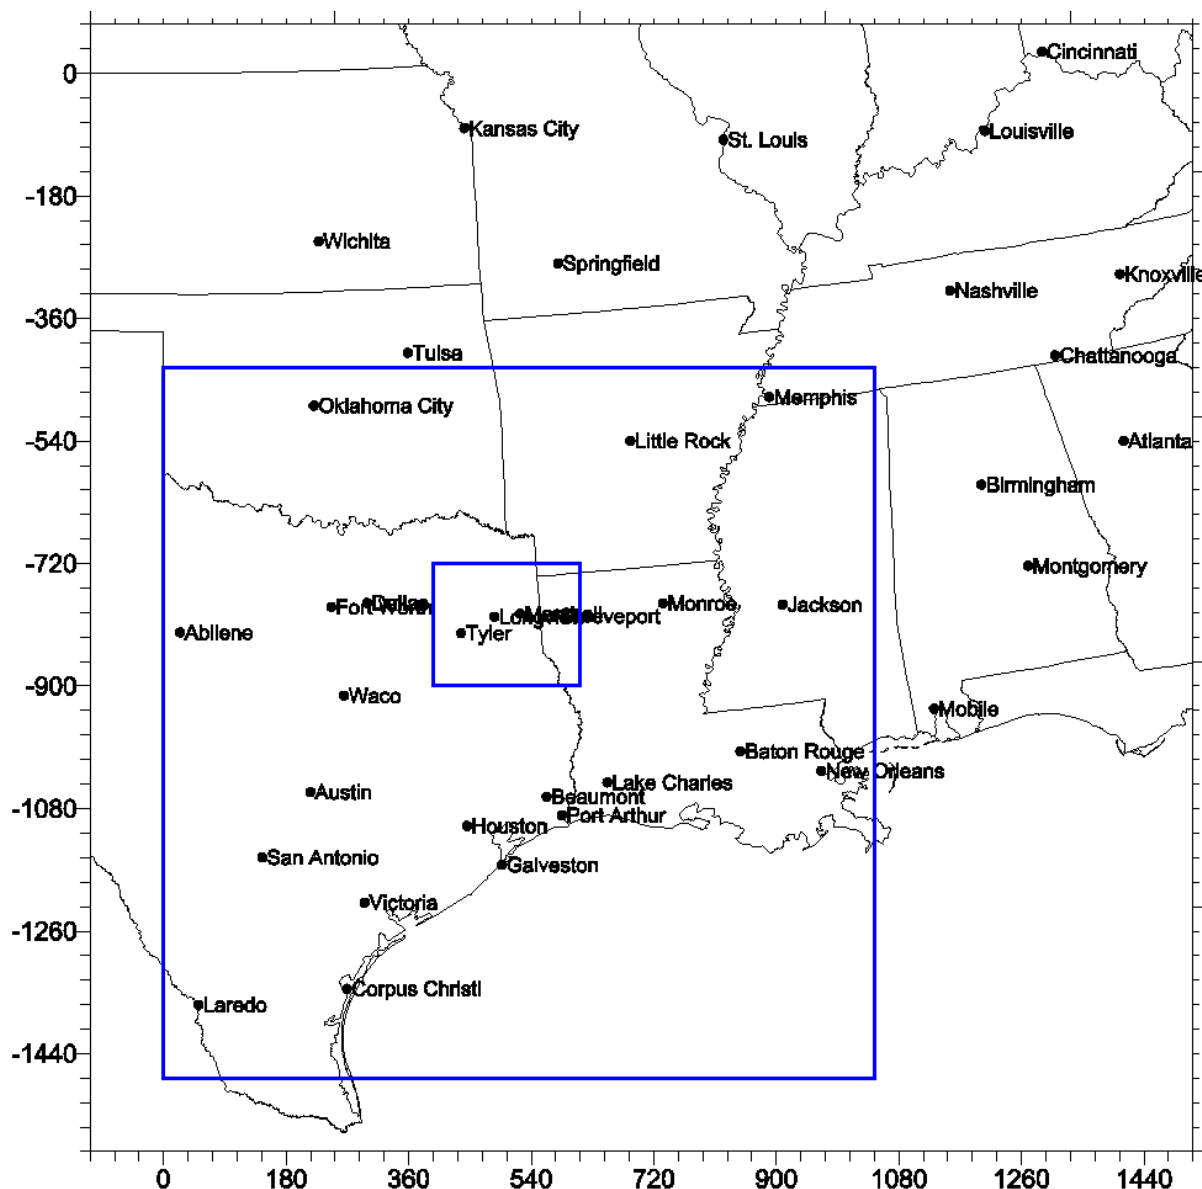 Cincinnati
0
Kansas City
Louisville
St. Louis
-180
Wichita
Springfield
Knoxville
Nashville
-360
Tulsa
Chattanooga
Memphis
Oklahoma City
-540
Little Rock
Atlanta
Birmingham
-720
Montgomery
Dallas
Fort Worth
Monroe
Jackson
Tyler
Abilene
-900
Waco
Mobile
Baton Rouge
New Orleans
Lake Charles
Austin
Beaumont
-1080
Port Arthur
Houston
San Antonio
Galveston
Victoria
-1260
Corpus Christi
Laredo
-1440
0 180 360 540 720 900 1080 1260 1440